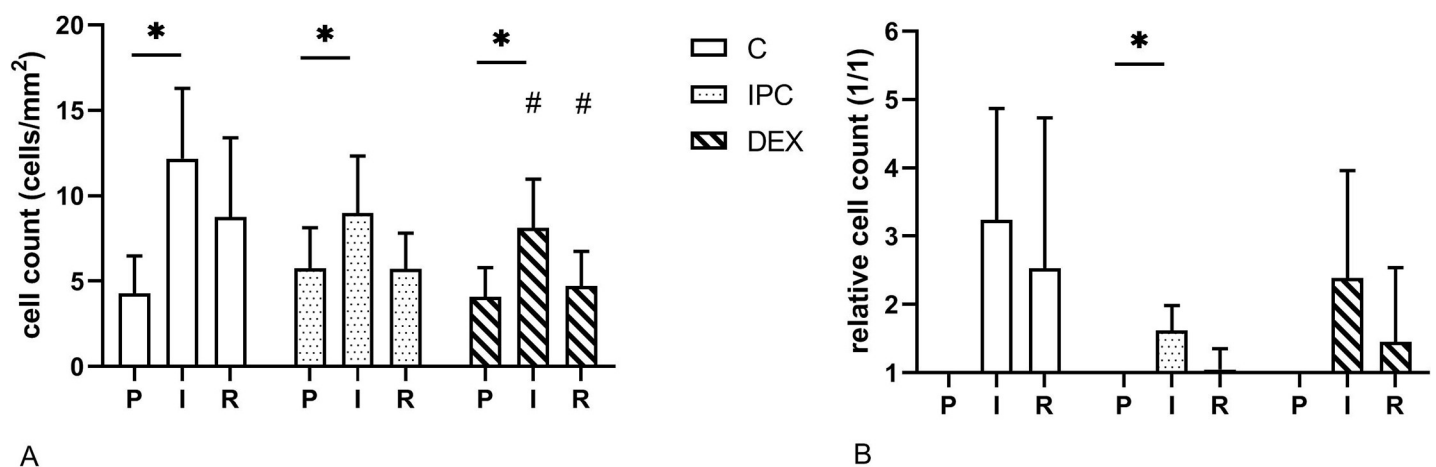 cell count (cells/mm²)
20
15
10
5
0
* * *
# #
P I R P I R P I R
A
C
IPC
DEX
relative cell count (1/1)
6
5
4
3
2
1
*
P I R P I R P I R
B